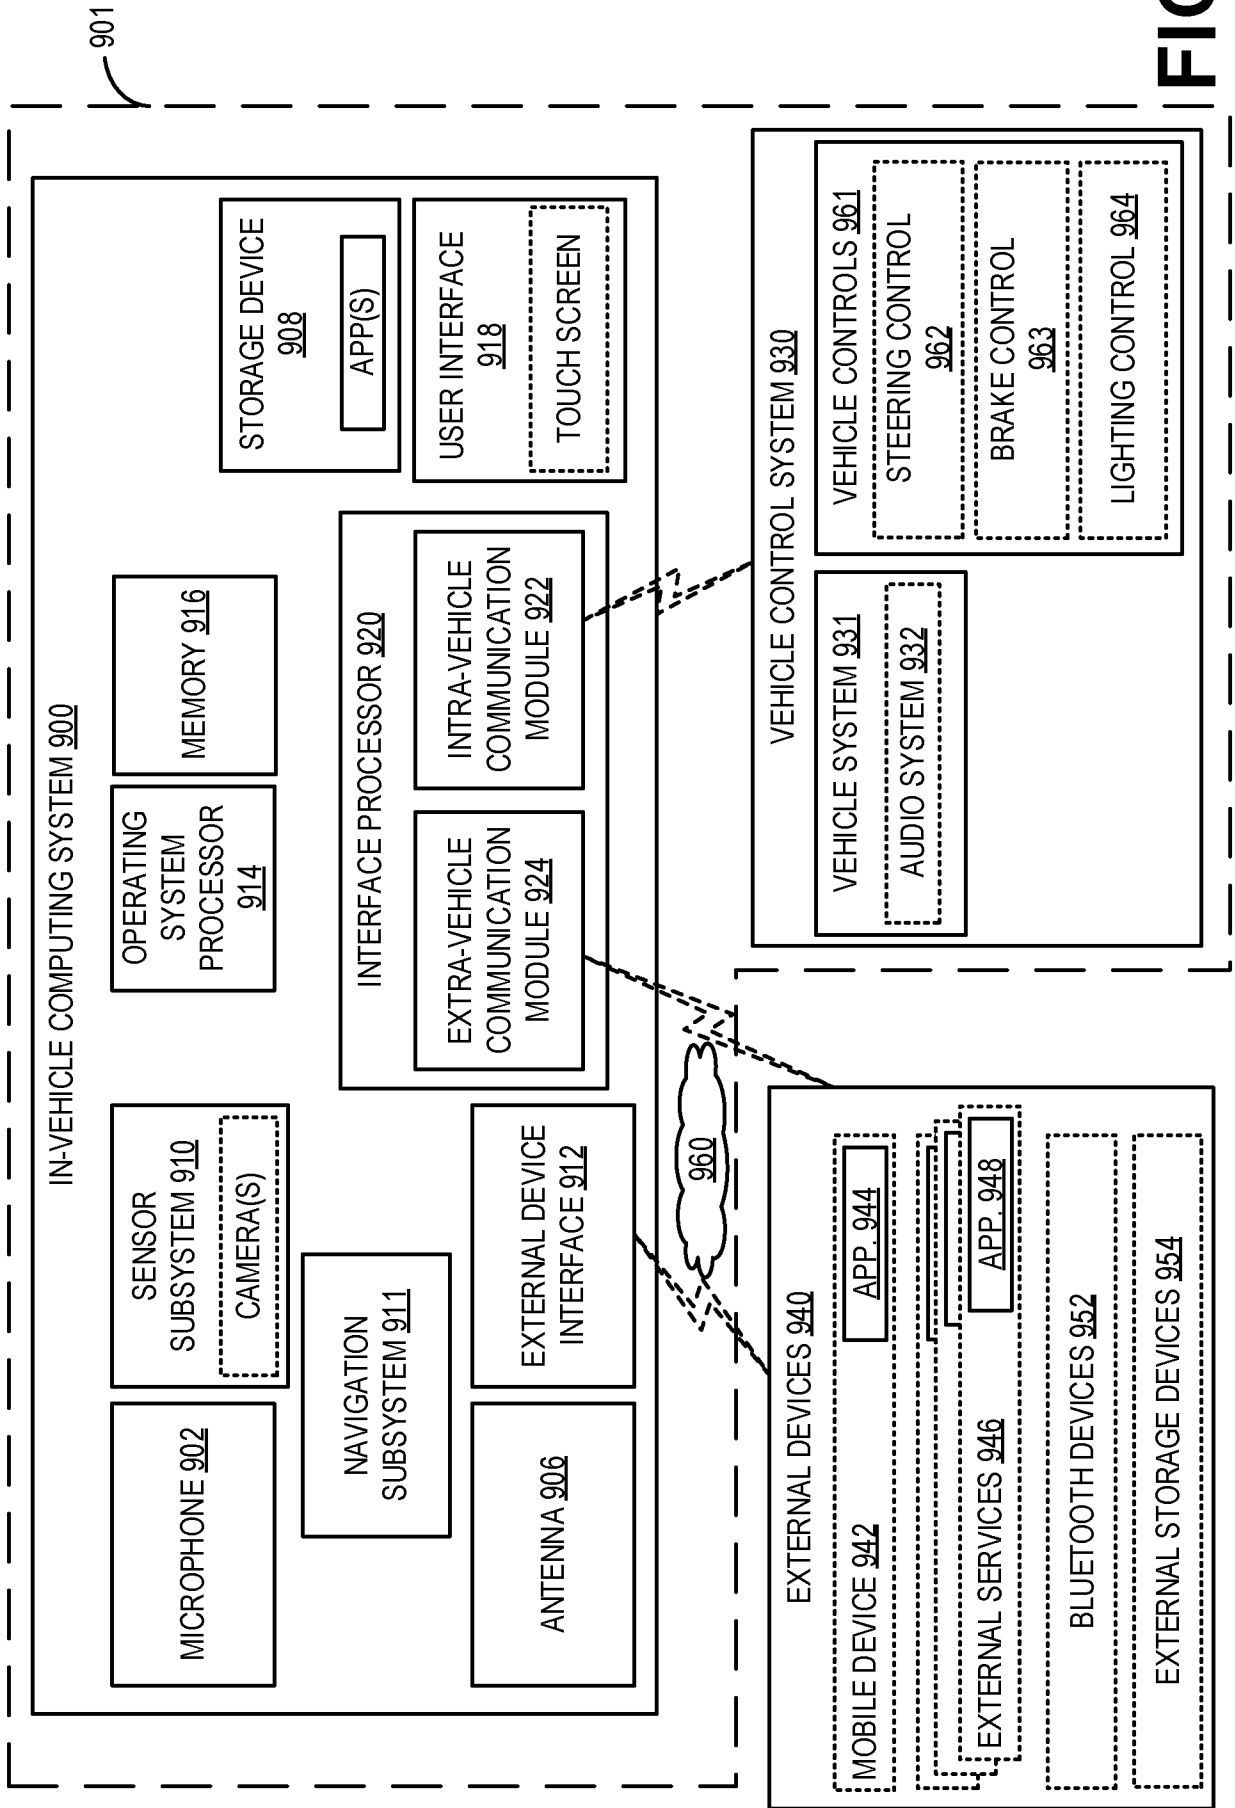 901
IN-VEHICLE COMPUTING SYSTEM 900
MICROPHONE 902
SENSOR
SUBSYSTEM 910
CAMERA(S)
OPERATING
SYSTEM
PROCESSOR
914
MEMORY 916
STORAGE DEVICE
908
APP(S)
NAVIGATION
SUBSYSTEM 911
INTERFACE PROCESSOR 920
ANTENNA 906
EXTERNAL DEVICE
INTERFACE 912
EXTRA-VEHICLE
COMMUNICATION
MODULE 924
INTRA-VEHICLE
COMMUNICATION
MODULE 922
USER INTERFACE
918
TOUCH SCREEN
960
EXTERNAL DEVICES 940
MOBILE DEVICE 942
APP. 944
EXTERNAL SERVICES 946
APP. 948
BLUETOOTH DEVICES 952
EXTERNAL STORAGE DEVICES 954
VEHICLE CONTROL SYSTEM 930
VEHICLE SYSTEM 931
AUDIO SYSTEM 932
VEHICLE CONTROLS 961
STEERING CONTROL
962
BRAKE CONTROL
963
LIGHTING CONTROL 964